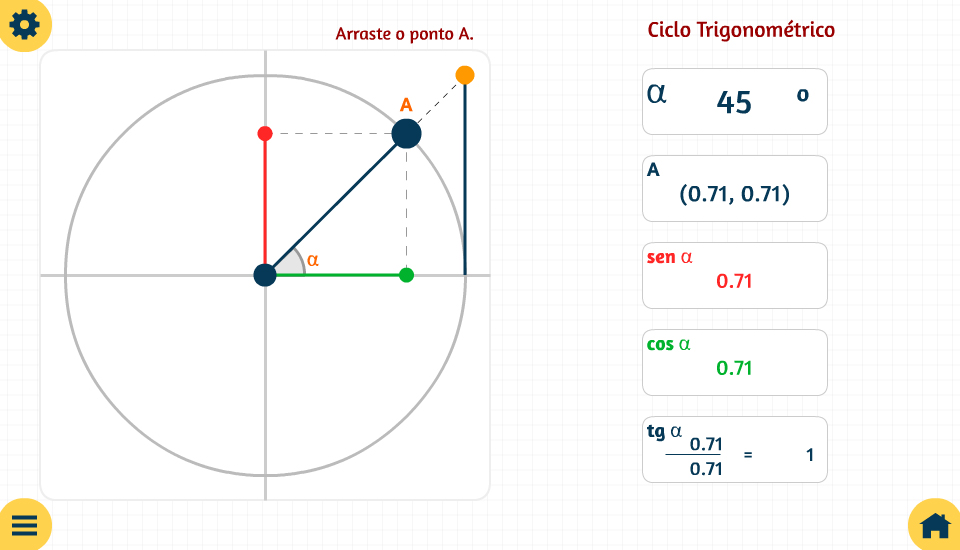 Arraste o ponto A.
A
α
Ciclo Trigonométrico
α 45 º
A
(0.71, 0.71)
sen α
0.71
cos α
0.71
tg α
0.71
0.71
= 1